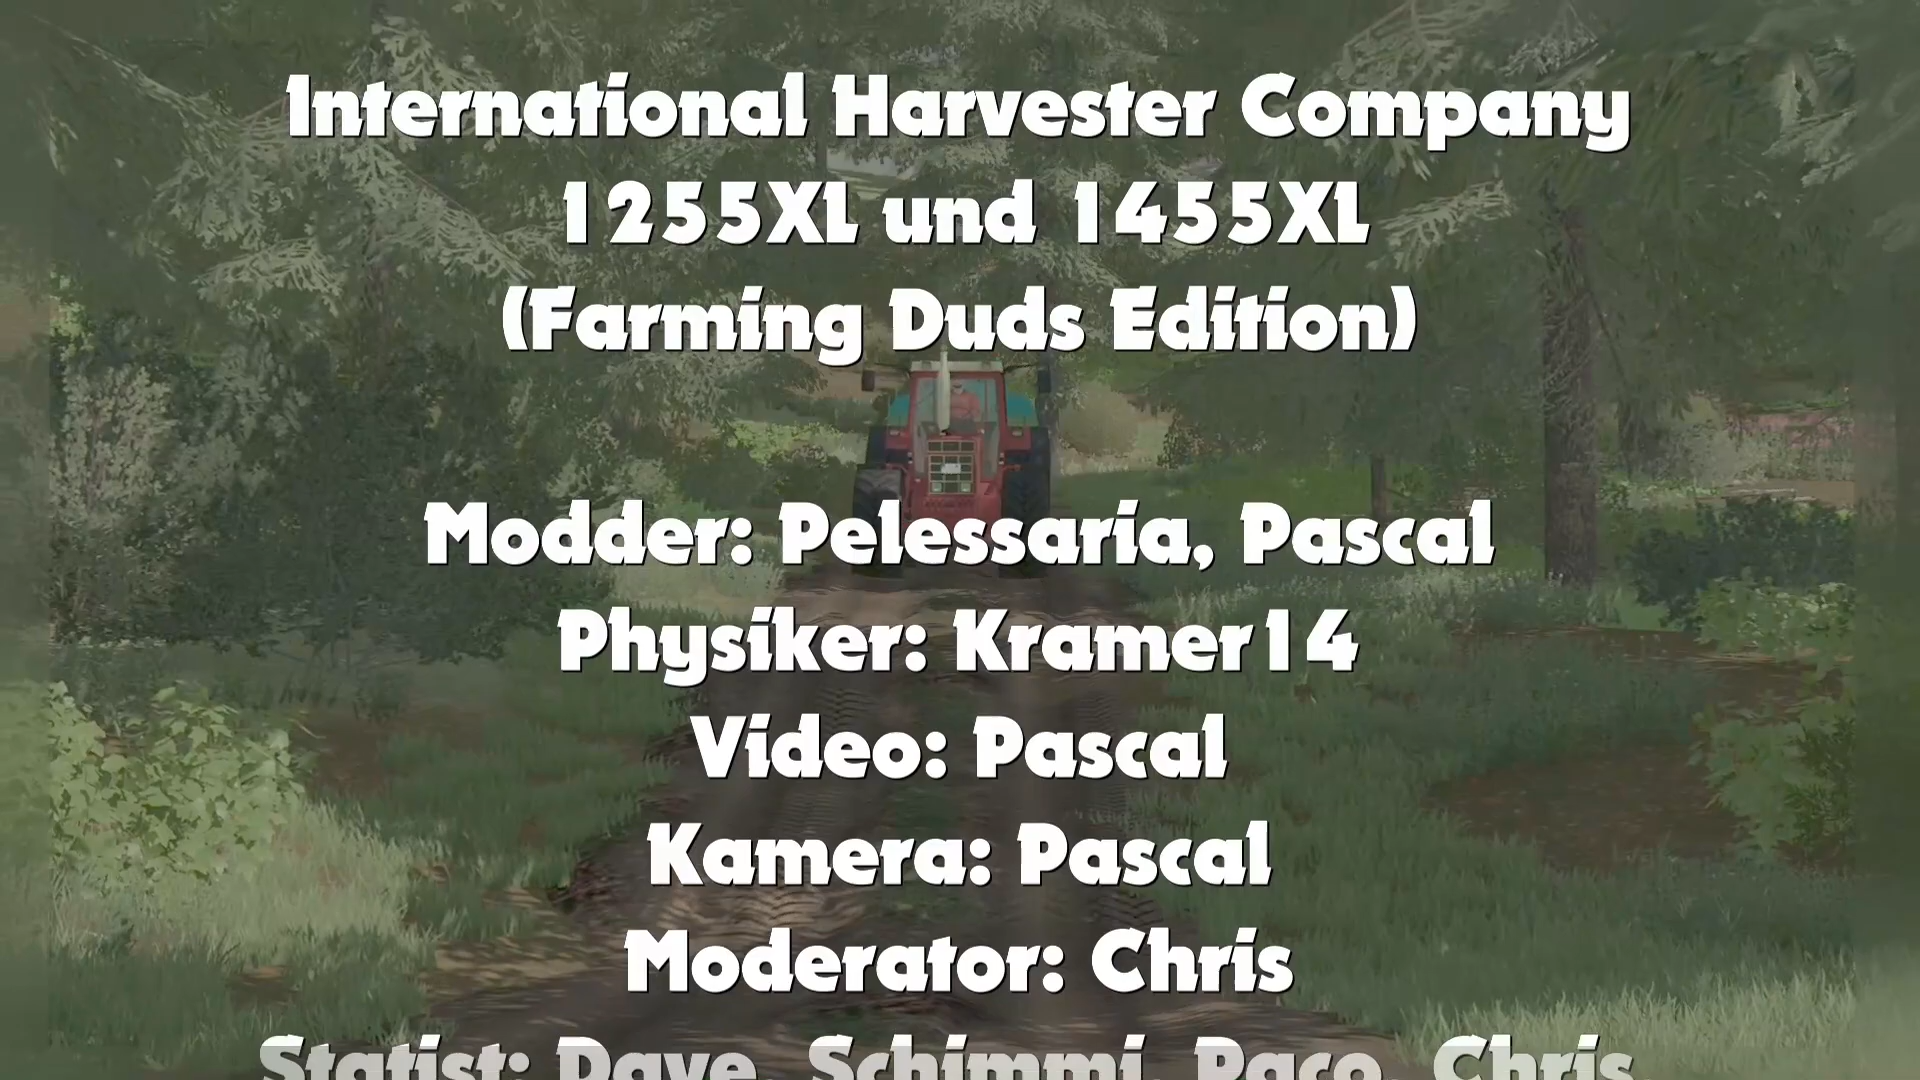 International Harvester Company
1255XL und 1455XL
(Farming Duds Edition)
Modder: Pelessaria, Pascal
Physiker: Kramer14
Video: Pascal
Kamera: Pascal
Moderator: Chris
Statist: Dave, Schimmi, Paco, Chris,